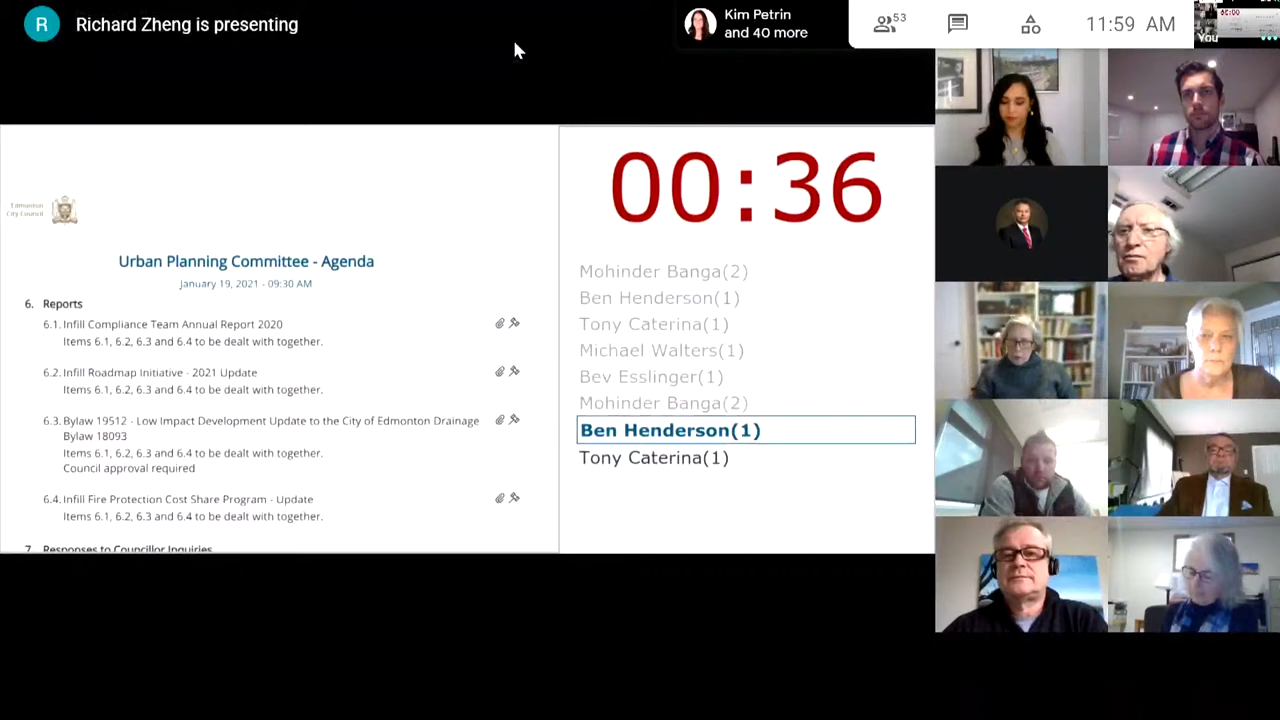 R
Richard Zheng is presenting
Kim Petrin
and 40 more
53
11:59 AM
You
Edmonton
City Council
Urban Planning Committee - Agenda
January 19, 2021 - 09:30 AM
6. Reports
6.1. Infill Compliance Team Annual Report 2020
Items 6.1, 6.2, 6.3 and 6.4 to be dealt with together.
6.2. Infill Roadmap Initiative - 2021 Update
Items 6.1, 6.2, 6.3 and 6.4 to be dealt with together.
6.3. Bylaw 19512 - Low Impact Development Update to the City of Edmonton Drainage
Bylaw 18093
Items 6.1, 6.2, 6.3 and 6.4 to be dealt with together.
Council approval required
6.4. Infill Fire Protection Cost Share Program - Update
Items 6.1, 6.2, 6.3 and 6.4 to be dealt with together.
7. Responses to Councillor Inquiries
00:36
Mohinder Banga(2)
Ben Henderson(1)
Tony Caterina(1)
Michael Walters(1)
Bev Esslinger(1)
Mohinder Banga(2)
Ben Henderson(1)
Tony Caterina(1)